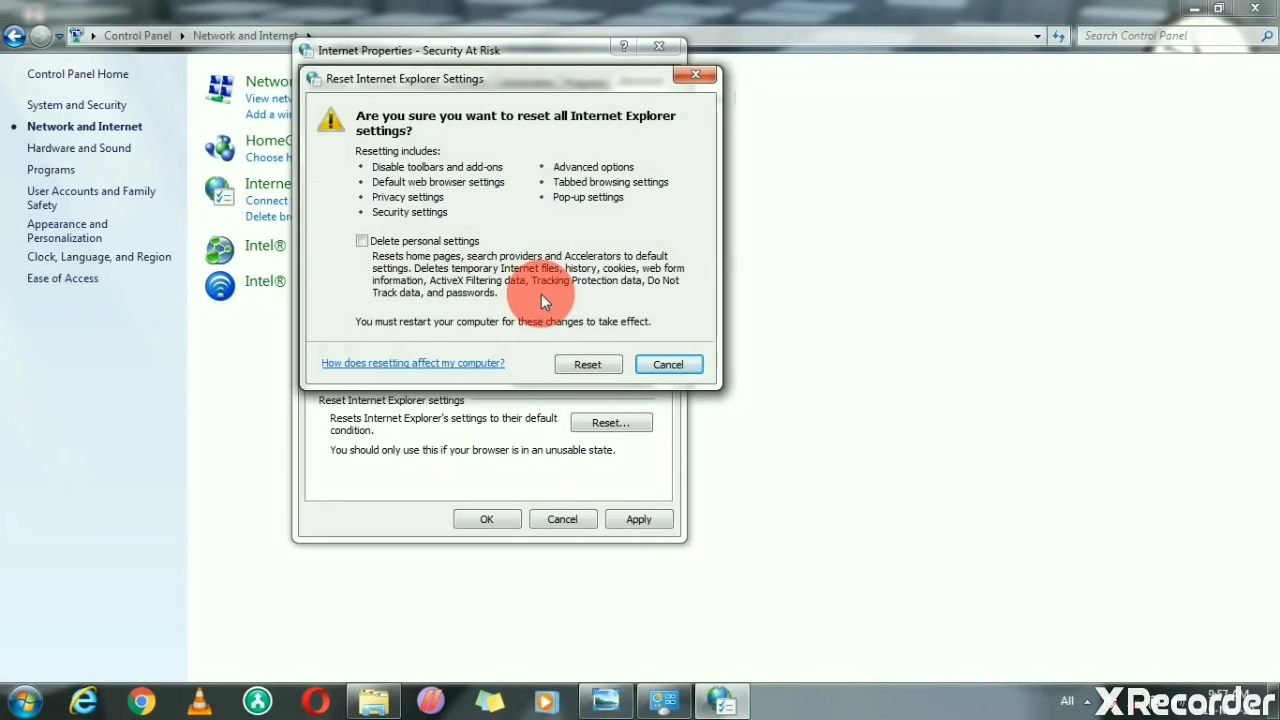 Control Panel
Network and Internet
Search Control Panel
Internet Properties - Security At Risk
Reset Internet Explorer Settings
Control Panel Home
System and Security
Network and Internet
Hardware and Sound
Programs
User Accounts and Family
Safety
Appearance and
Personalization
Clock, Language, and Region
Ease of Access
Networ
View netw
Add a wir
HomeG
Choose h
Interne
Connect
Delete br
Intel®
Intel®
Are you sure you want to reset all Internet Explorer
settings?
Resetting includes:
Disable toolbars and add-ons
Default web browser settings
Privacy settings
Security settings
Advanced options
Tabbed browsing settings
Pop-up settings
Delete personal settings
Resets home pages, search providers and Accelerators to default
settings. Deletes temporary Internet files, history, cookies, web form
information, ActiveX Filtering data, Tracking Protection data, Do Not
Track data, and passwords.
You must restart your computer for these changes to take effect.
How does resetting affect my computer?
Reset
Cancel
Reset Internet Explorer settings
Resets Internet Explorer's settings to their default
condition.
Reset...
You should only use this if your browser is in an unusable state.
OK
Cancel
Apply
All
XRecorder